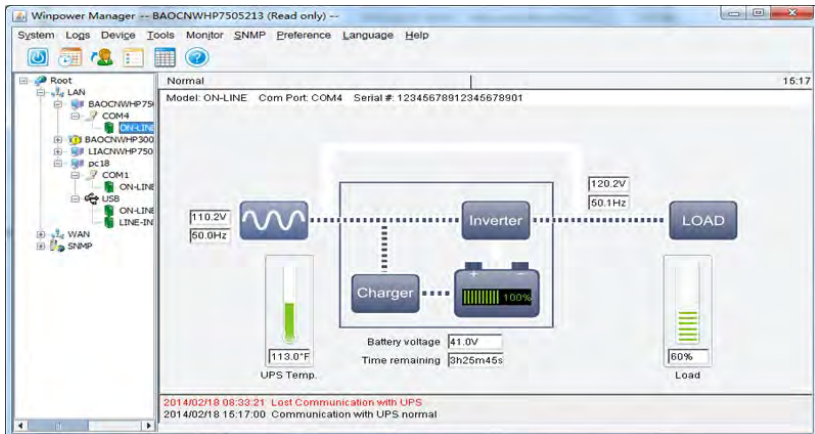 Winpower Manager -- BAOCNWHP7505213 (Read only) --
System Logs Device Tools Monitor SNMP Preference Language Help
Root
LAN
BAOCNWHP75
COM4
ON-LINE
BAOCNWHP300
LIACNWHP750
pc18
COM1
ON-LINE
USB
ON-LINE
LINE-IN
WAN
SNMP
Normal 15:17
Model: ON-LINE Com Port: COM4 Serial #: 12345678912345678901
120.2V
50.1Hz
110.2V
50.0Hz
Inverter
LOAD
Charger
+ −
100%
Battery voltage 41.0V
Time remaining 3h25m45s
113.0°F
UPS Temp.
60%
Load
2014/02/18 08:33:21 Lost Communication with UPS
2014/02/18 15:17:00 Communication with UPS normal